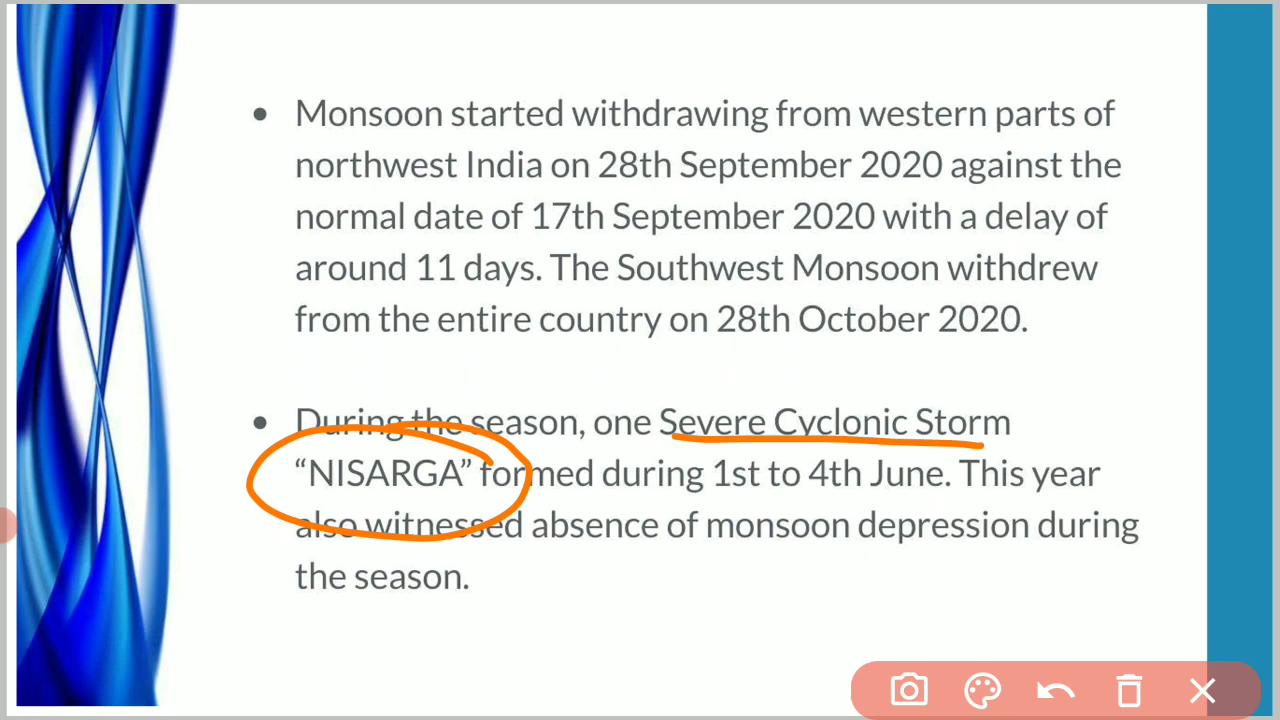 • Monsoon started withdrawing from western parts of
northwest India on 28th September 2020 against the
normal date of 17th September 2020 with a delay of
around 11 days. The Southwest Monsoon withdrew
from the entire country on 28th October 2020.
• During the season, one Severe Cyclonic Storm
“NISARGA” formed during 1st to 4th June. This year
also witnessed absence of monsoon depression during
the season.